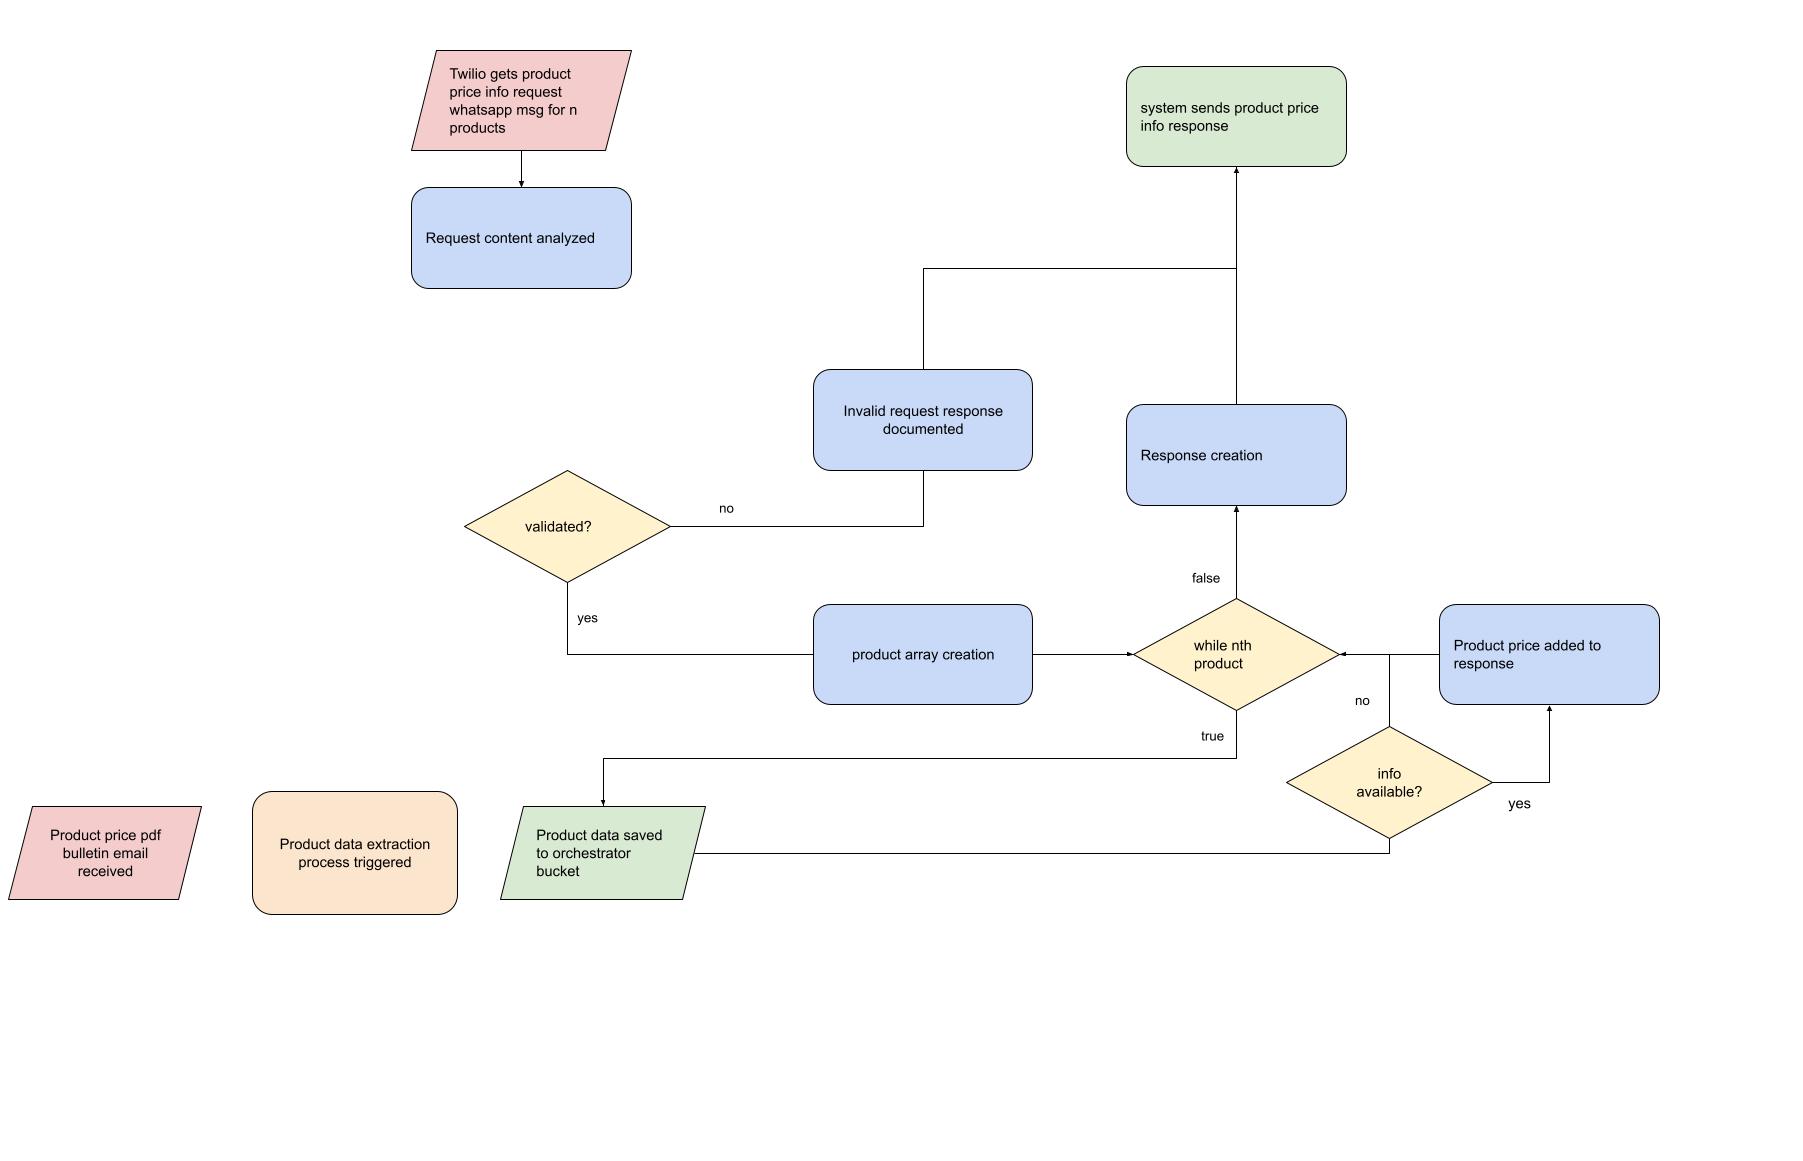 Twilio gets product
price info request
whatsapp msg for n
products
system sends product price
info response
Request content analyzed
Invalid request response
documented
Response creation
validated?
no
false
yes
product array creation
while nth
product
Product price added to
response
no
true
info
available?
yes
Product price pdf
bulletin email
received
Product data extraction
process triggered
Product data saved
to orchestrator
bucket